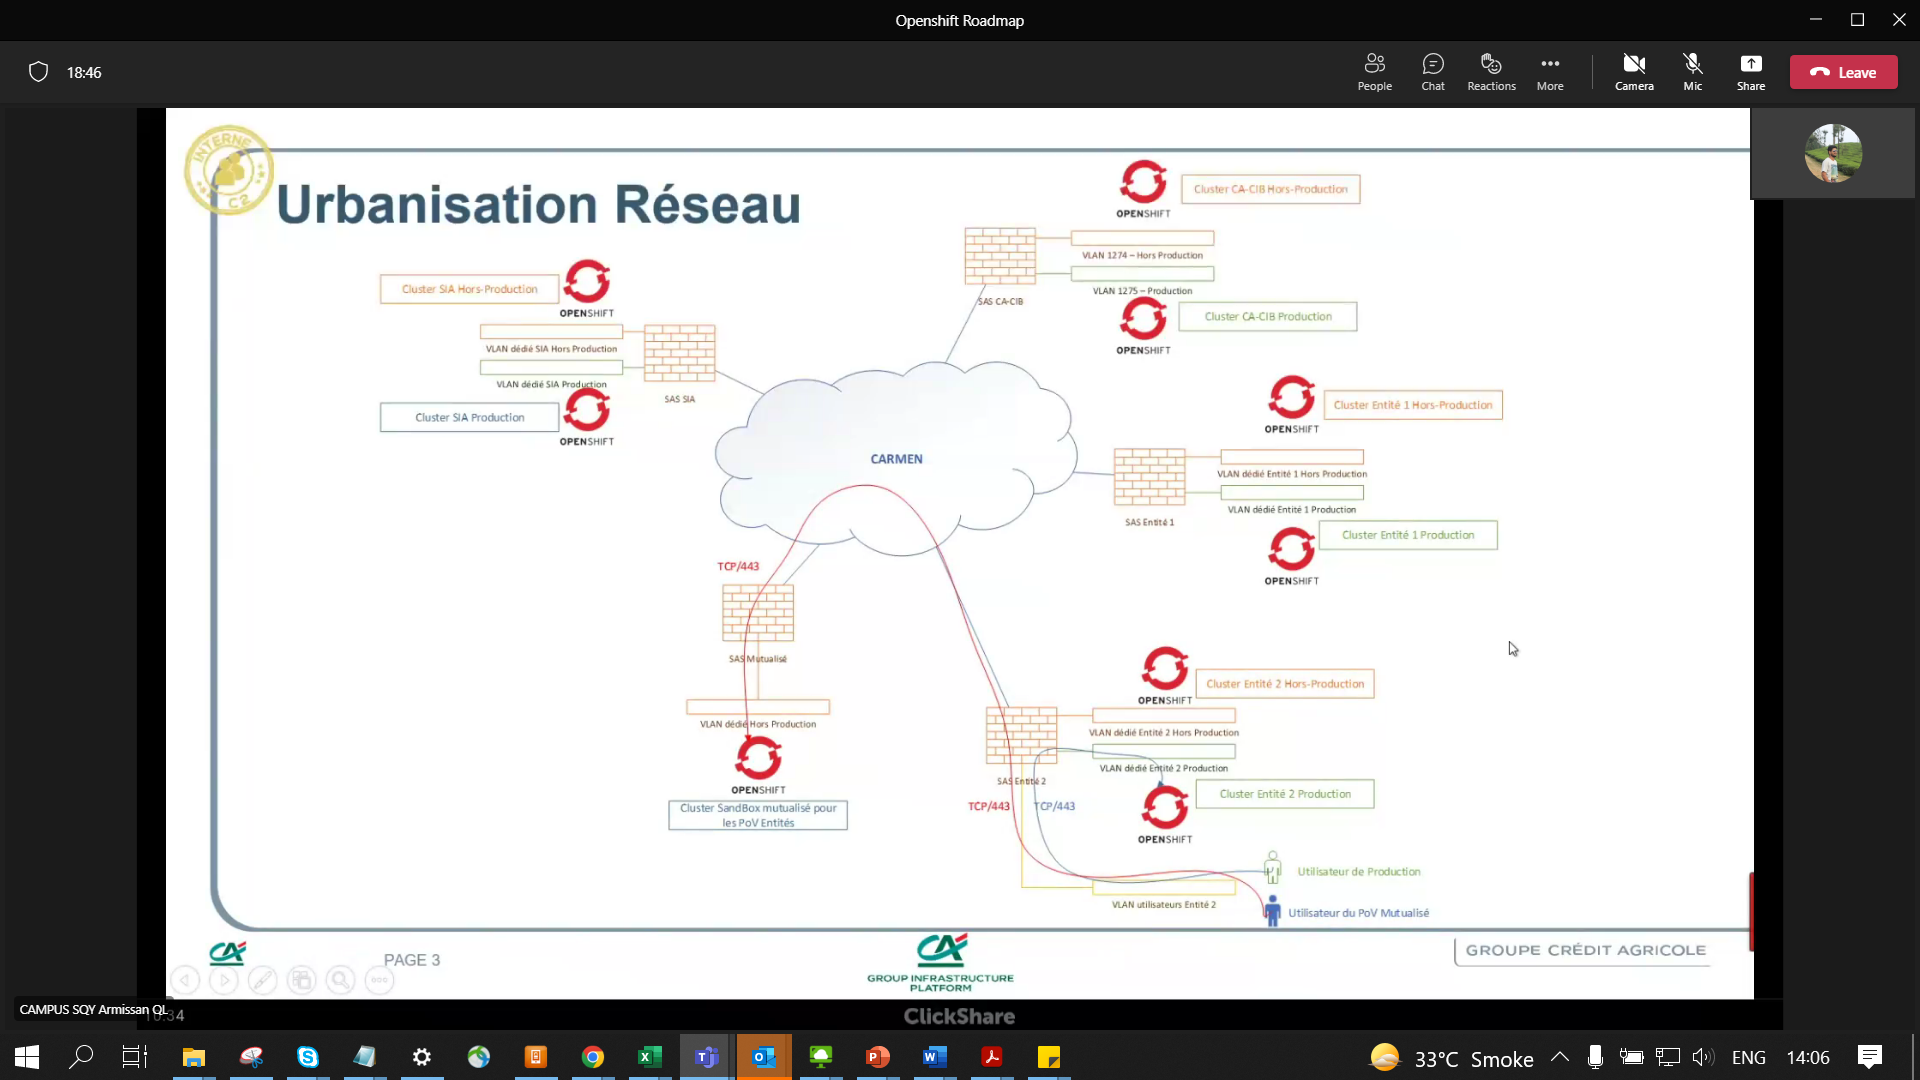 Openshift Roadmap
18:46
People
Chat
Reactions
More
Camera
Mic
Share
Leave
INTERNE
C2
Urbanisation Réseau
OPENSHIFT
Cluster CA-CIB Hors-Production
VLAN 1274 – Hors Production
VLAN 1275 – Production
SAS CA-CIB
OPENSHIFT
Cluster CA-CIB Production
Cluster SIA Hors-Production
OPENSHIFT
VLAN dédié SIA Hors Production
VLAN dédié SIA Production
SAS SIA
Cluster SIA Production
OPENSHIFT
CARMEN
OPENSHIFT
Cluster Entité 1 Hors-Production
VLAN dédié Entité 1 Hors Production
VLAN dédié Entité 1 Production
SAS Entité 1
Cluster Entité 1 Production
OPENSHIFT
TCP/443
SAS Mutualisé
VLAN dédié Hors Production
OPENSHIFT
Cluster SandBox mutualisé pour
les PoV Entités
OPENSHIFT
Cluster Entité 2 Hors-Production
VLAN dédié Entité 2 Hors Production
VLAN dédié Entité 2 Production
SAS Entité 2
TCP/443
TCP/443
Cluster Entité 2 Production
OPENSHIFT
Utilisateur de Production
VLAN utilisateurs Entité 2
Utilisateur du PoV Mutualisé
PAGE 3
GROUP INFRASTRUCTURE
PLATFORM
GROUPE CRÉDIT AGRICOLE
CAMPUS SQY Armissan QL
ClickShare
33°C Smoke
ENG
14:06